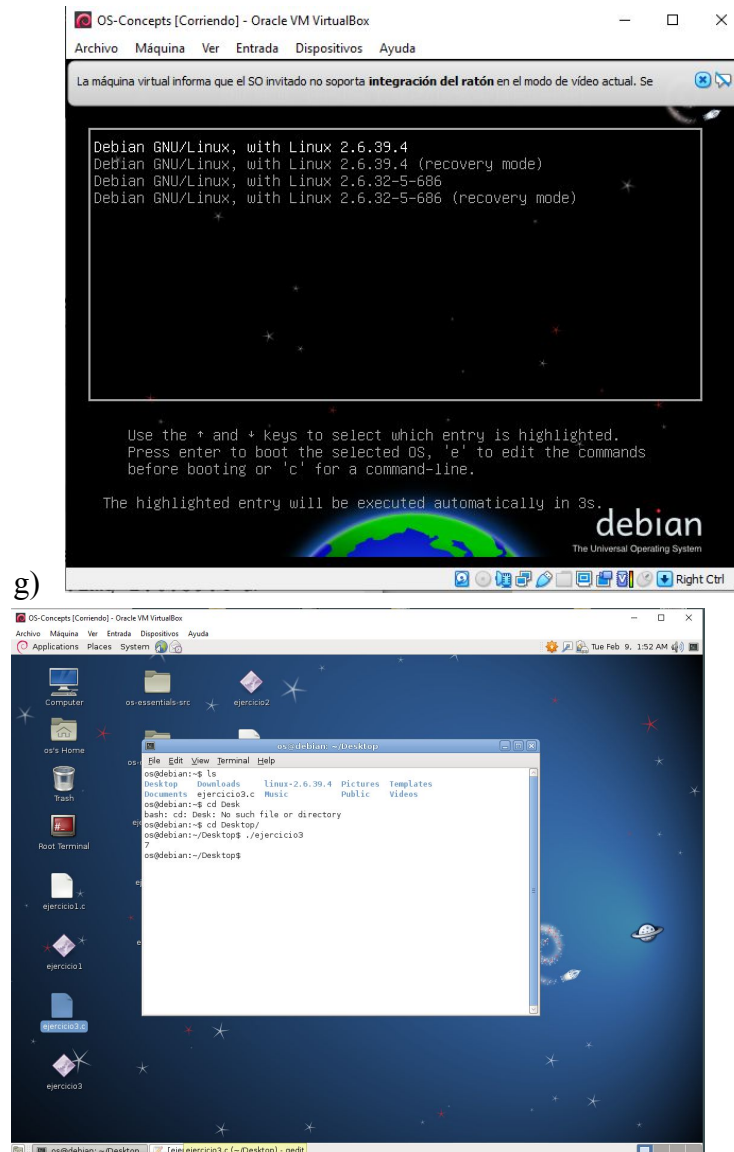 OS-Concepts [Corriendo] - Oracle VM VirtualBox
Archivo Máquina Ver Entrada Dispositivos Ayuda
La máquina virtual informa que el SO invitado no soporta integración del ratón en el modo de vídeo actual. Se
Debian GNU/Linux, with Linux 2.6.39.4
Debian GNU/Linux, with Linux 2.6.39.4 (recovery mode)
Debian GNU/Linux, with Linux 2.6.32-5-686
Debian GNU/Linux, with Linux 2.6.32-5-686 (recovery mode)
Use the ↑ and ↓ keys to select which entry is highlighted.
Press enter to boot the selected OS, 'e' to edit the commands
before booting or 'c' for a command-line.
The highlighted entry will be executed automatically in 3s.
debian
The Universal Operating System
Right Ctrl
g)
OS-Concepts [Corriendo] - Oracle VM VirtualBox
Archivo Máquina Ver Entrada Dispositivos Ayuda
Applications Places System Tue Feb 9, 1:52 AM
Computer os-essentials-src ejercicio2
os's Home
Trash
Root Terminal
ejercicio1.c
ejercicio1
ejercicio3.c
ejercicio3
os@debian: ~/Desktop
File Edit View Terminal Help
os@debian:~$ ls
Desktop Downloads linux-2.6.39.4 Pictures Templates
Documents ejercicio3.c Music Public Videos
os@debian:~$ cd Desk
bash: cd: Desk: No such file or directory
os@debian:~$ cd Desktop/
os@debian:~/Desktop$ ./ejercicio3
7
os@debian:~/Desktop$
os@debian: ~/Desktop ejercicio3.c (~/Desktop) - gedit